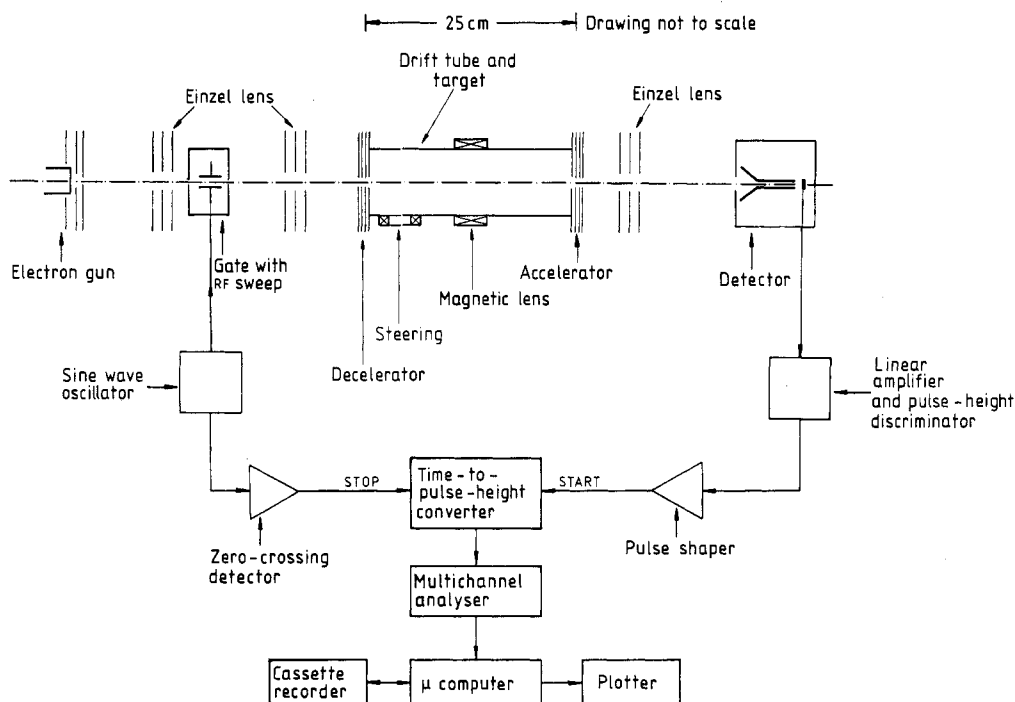 25 cm
Drawing not to scale
Drift tube and
target
Einzel lens
Einzel lens
Electron gun
Gate with
RF sweep
Steering
Magnetic lens
Accelerator
Detector
Decelerator
Sine wave
oscillator
Linear
amplifier
and pulse-height
discriminator
STOP
Time-to-
pulse-height
converter
START
Zero-crossing
detector
Pulse shaper
Multichannel
analyser
Cassette
recorder
μ computer
Plotter